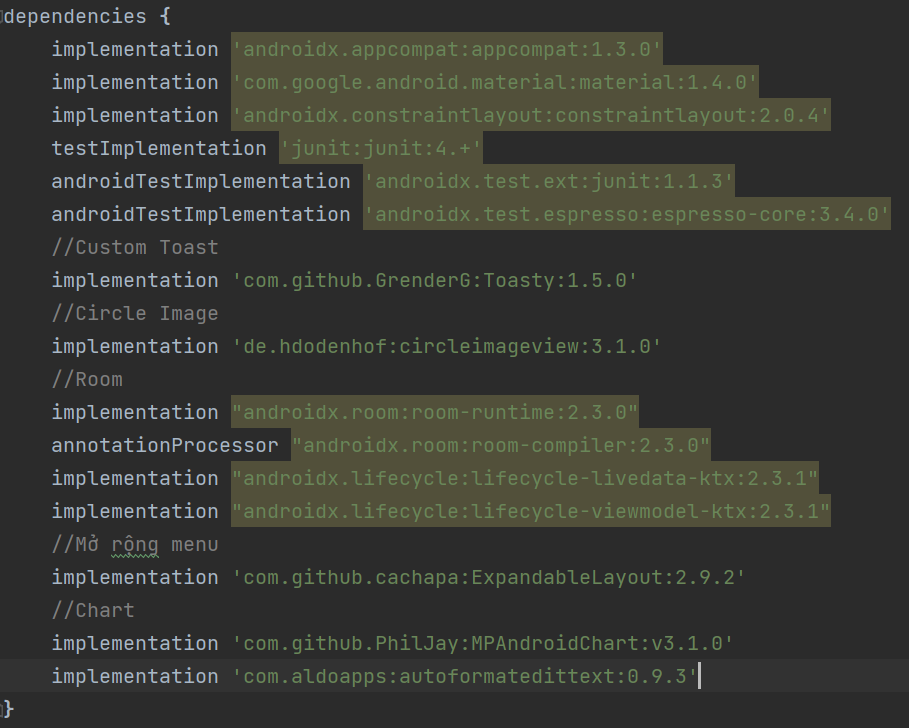 dependencies {
    implementation 'androidx.appcompat:appcompat:1.3.0'
    implementation 'com.google.android.material:material:1.4.0'
    implementation 'androidx.constraintlayout:constraintlayout:2.0.4'
    testImplementation 'junit:junit:4.+'
    androidTestImplementation 'androidx.test.ext:junit:1.1.3'
    androidTestImplementation 'androidx.test.espresso:espresso-core:3.4.0'
    //Custom Toast
    implementation 'com.github.GrenderG:Toasty:1.5.0'
    //Circle Image
    implementation 'de.hdodenhof:circleimageview:3.1.0'
    //Room
    implementation "androidx.room:room-runtime:2.3.0"
    annotationProcessor "androidx.room:room-compiler:2.3.0"
    implementation "androidx.lifecycle:lifecycle-livedata-ktx:2.3.1"
    implementation "androidx.lifecycle:lifecycle-viewmodel-ktx:2.3.1"
    //Mở rộng menu
    implementation 'com.github.cachapa:ExpandableLayout:2.9.2'
    //Chart
    implementation 'com.github.PhilJay:MPAndroidChart:v3.1.0'
    implementation 'com.aldoapps:autoformatedittext:0.9.3'
}